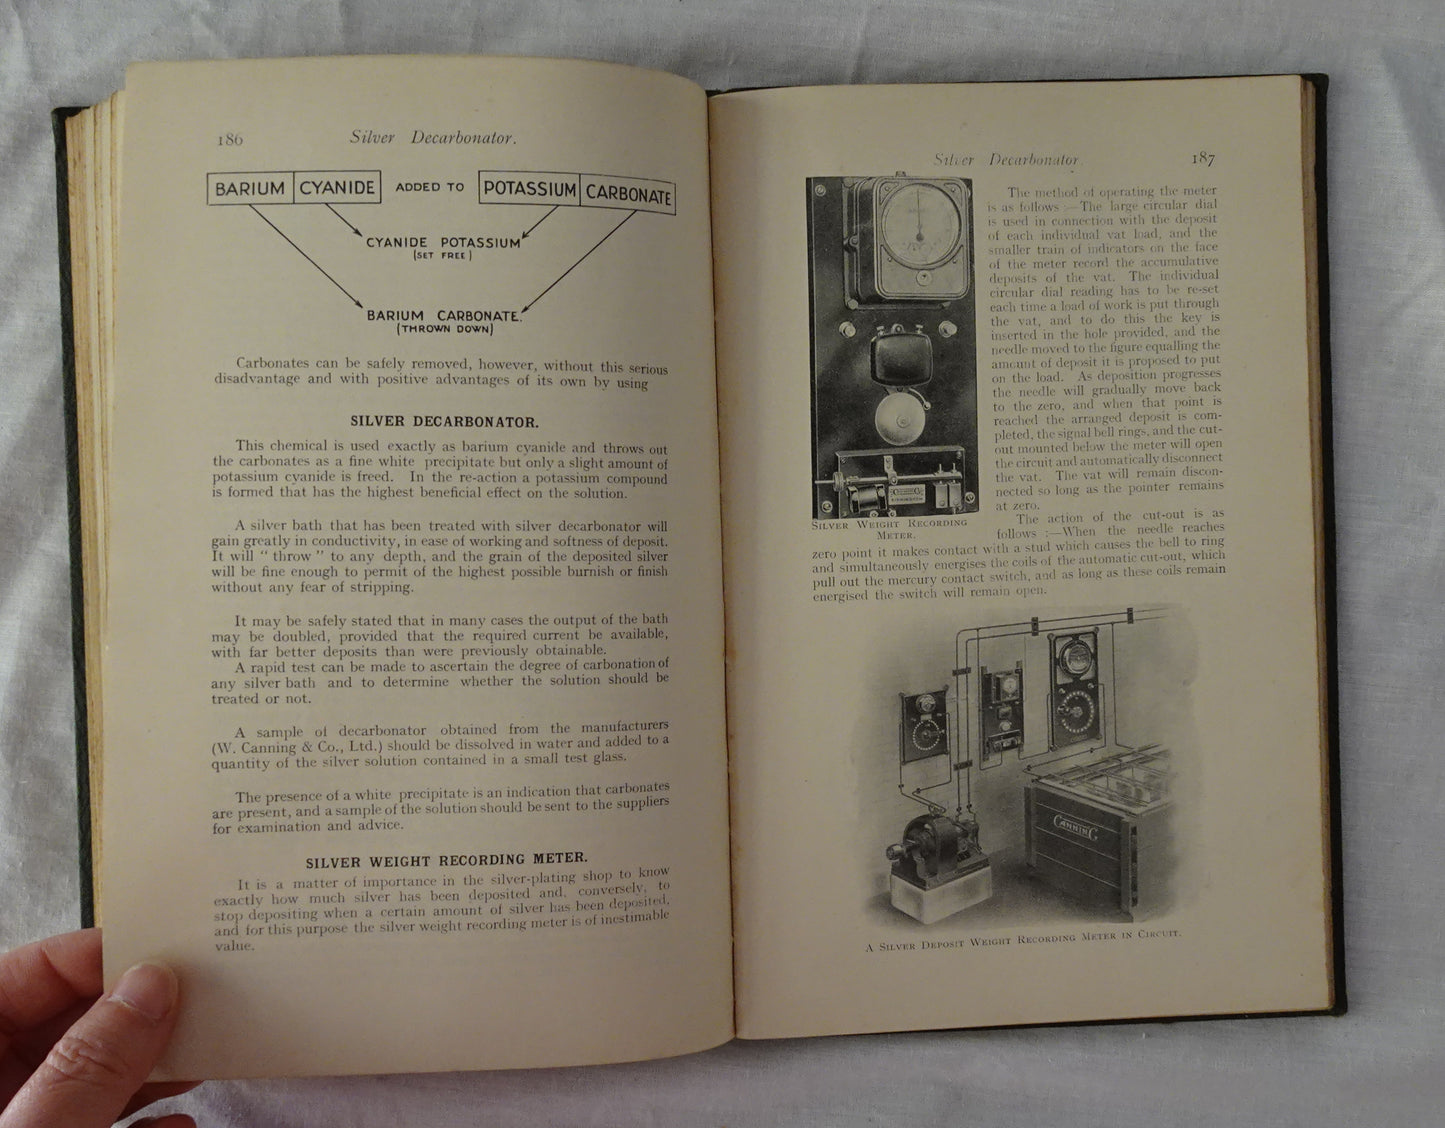 186
Silver Decarbonator.
BARIUM CYANIDE ADDED TO POTASSIUM CARBONATE
CYANIDE POTASSIUM
(SET FREE)
BARIUM CARBONATE.
(THROWN DOWN)
Carbonates can be safely removed, however, without this serious
disadvantage and with positive advantages of its own by using
SILVER DECARBONATOR.
This chemical is used exactly as barium cyanide and throws out
the carbonates as a fine white precipitate but only a slight amount of
potassium cyanide is freed. In the re-action a potassium compound
is formed that has the highest beneficial effect on the solution.
A silver bath that has been treated with silver decarbonator will
gain greatly in conductivity, in ease of working and softness of deposit.
It will “ throw ” to any depth, and the grain of the deposited silver
will be fine enough to permit of the highest possible burnish or finish
without any fear of stripping.
It may be safely stated that in many cases the output of the bath
may be doubled, provided that the required current be available,
with far better deposits than were previously obtainable.
A rapid test can be made to ascertain the degree of carbonation of
any silver bath and to determine whether the solution should be
treated or not.
A sample of decarbonator obtained from the manufacturers
(W. Canning & Co., Ltd.) should be dissolved in water and added to a
quantity of the silver solution contained in a small test glass.
The presence of a white precipitate is an indication that carbonates
are present, and a sample of the solution should be sent to the suppliers
for examination and advice.
SILVER WEIGHT RECORDING METER.
It is a matter of importance in the silver-plating shop to know
exactly how much silver has been deposited and, conversely, to
stop depositing when a certain amount of silver has been deposited,
and for this purpose the silver weight recording meter is of inestimable
value.
Silver Decarbonator.
187
The method of operating the meter
is as follows :—The large circular dial
is used in connection with the deposit
of each individual vat load, and the
smaller train of indicators on the face
of the meter record the accumulative
deposits of the vat. The individual
circular dial reading has to be re-set
each time a load of work is put through
the vat, and to do this the key is
inserted in the hole provided, and the
needle moved to the figure equalling the
amount of deposit it is proposed to put
on the load. As deposition progresses
the needle will gradually move back
to the zero, and when that point is
reached the arranged deposit is com-
pleted, the signal bell rings, and the cut-
out mounted below the meter will open
the circuit and automatically disconnect
the vat. The vat will remain discon-
nected so long as the pointer remains
at zero.
SILVER WEIGHT RECORDING
METER.
The action of the cut-out is as
follows :—When the needle reaches
zero point it makes contact with a stud which causes the bell to ring
and simultaneously energises the coils of the automatic cut-out, which
pull out the mercury contact switch, and as long as these coils remain
energised the switch will remain open.
CANNING
A SILVER DEPOSIT WEIGHT RECORDING METER IN CIRCUIT.